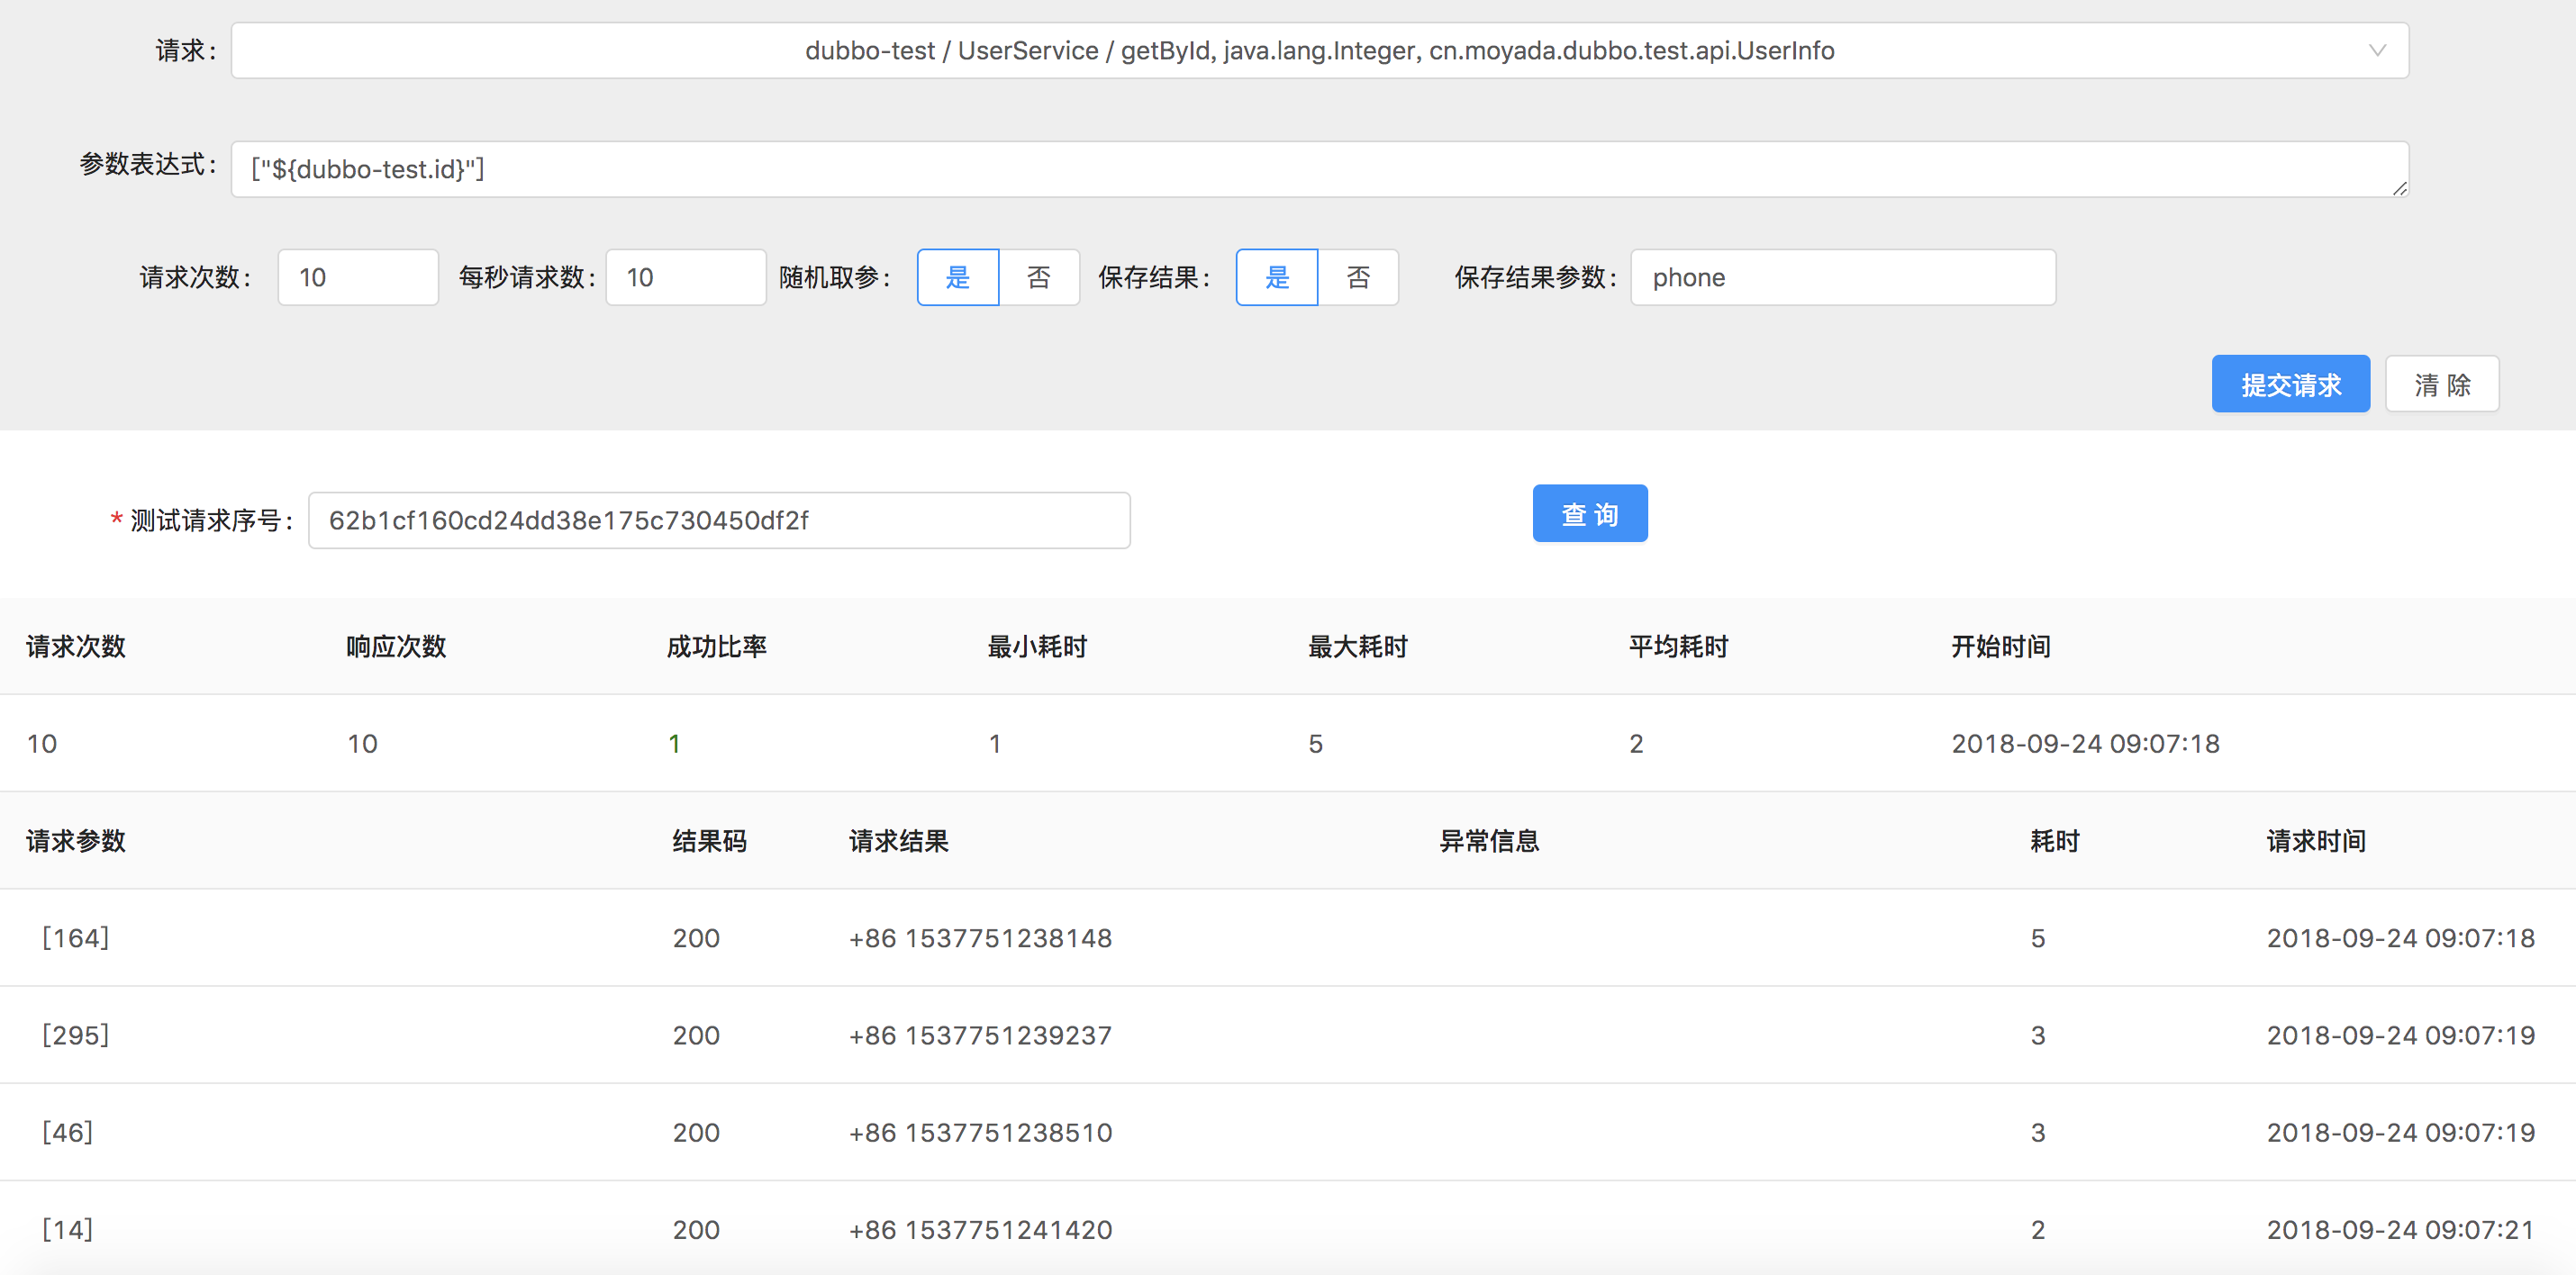 请求: dubbo-test / UserService / getById, java.lang.Integer, cn.moyada.dubbo.test.api.UserInfo
参数表达式: ["${dubbo-test.id}"]
请求次数: 10 每秒请求数: 10 随机取参: 是 否 保存结果: 是 否 保存结果参数: phone
提交请求 清 除
* 测试请求序号: 62b1cf160cd24dd38e175c730450df2f 查 询
请求次数 响应次数 成功比率 最小耗时 最大耗时 平均耗时 开始时间
10 10 1 1 5 2 2018-09-24 09:07:18
请求参数 结果码 请求结果 异常信息 耗时 请求时间
[164] 200 +86 1537751238148 5 2018-09-24 09:07:18
[295] 200 +86 1537751239237 3 2018-09-24 09:07:19
[46] 200 +86 1537751238510 3 2018-09-24 09:07:19
[14] 200 +86 1537751241420 2 2018-09-24 09:07:21